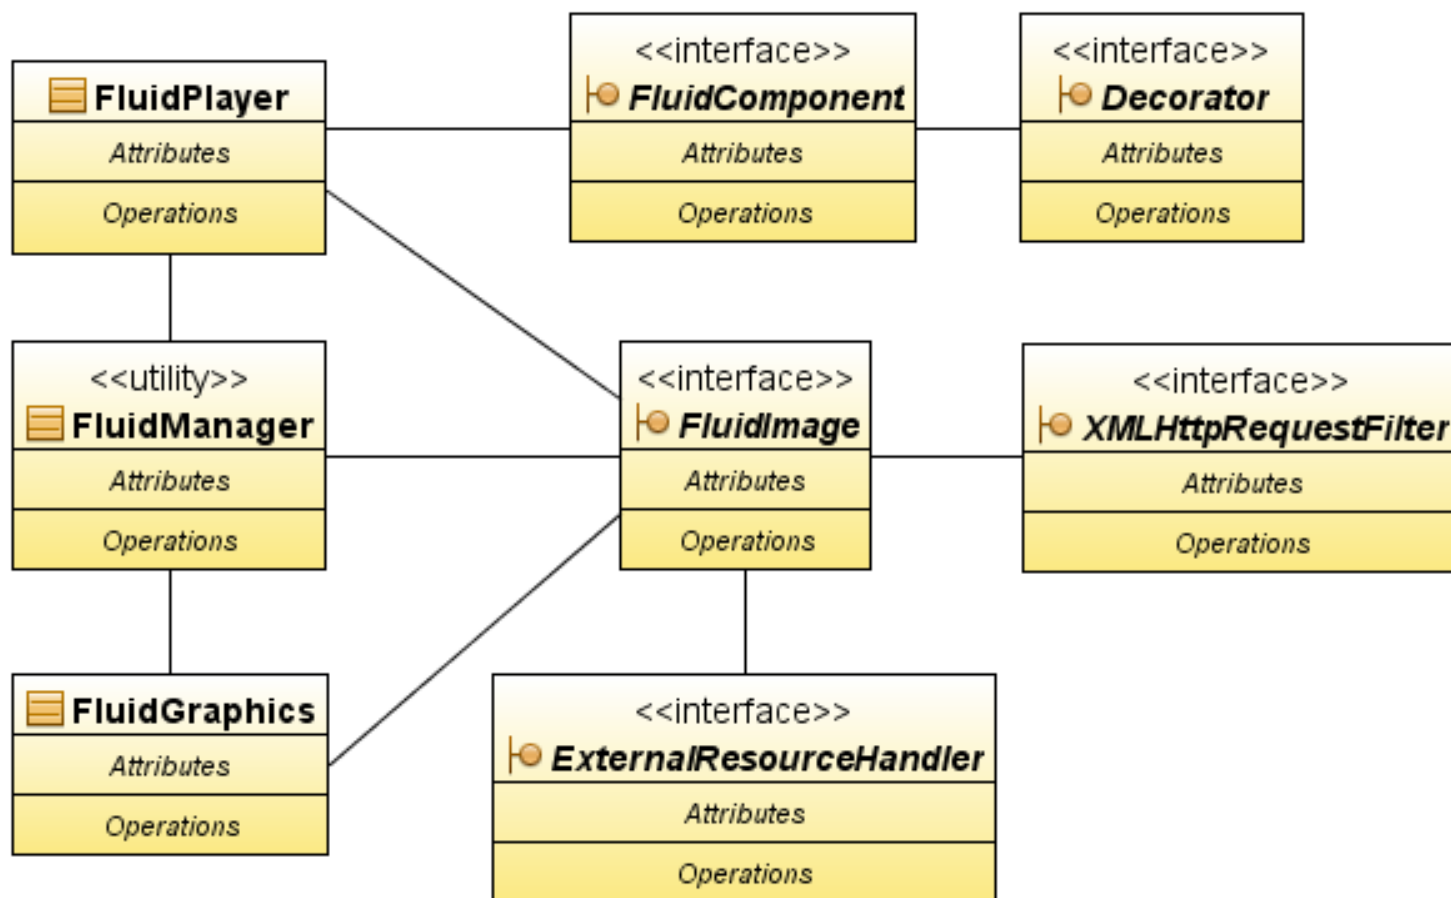 FluidPlayer
Attributes
Operations
<<interface>>
FluidComponent
Attributes
Operations
<<interface>>
Decorator
Attributes
Operations
<<utility>>
FluidManager
Attributes
Operations
<<interface>>
FluidImage
Attributes
Operations
<<interface>>
XMLHttpRequestFilter
Attributes
Operations
FluidGraphics
Attributes
Operations
<<interface>>
ExternalResourceHandler
Attributes
Operations